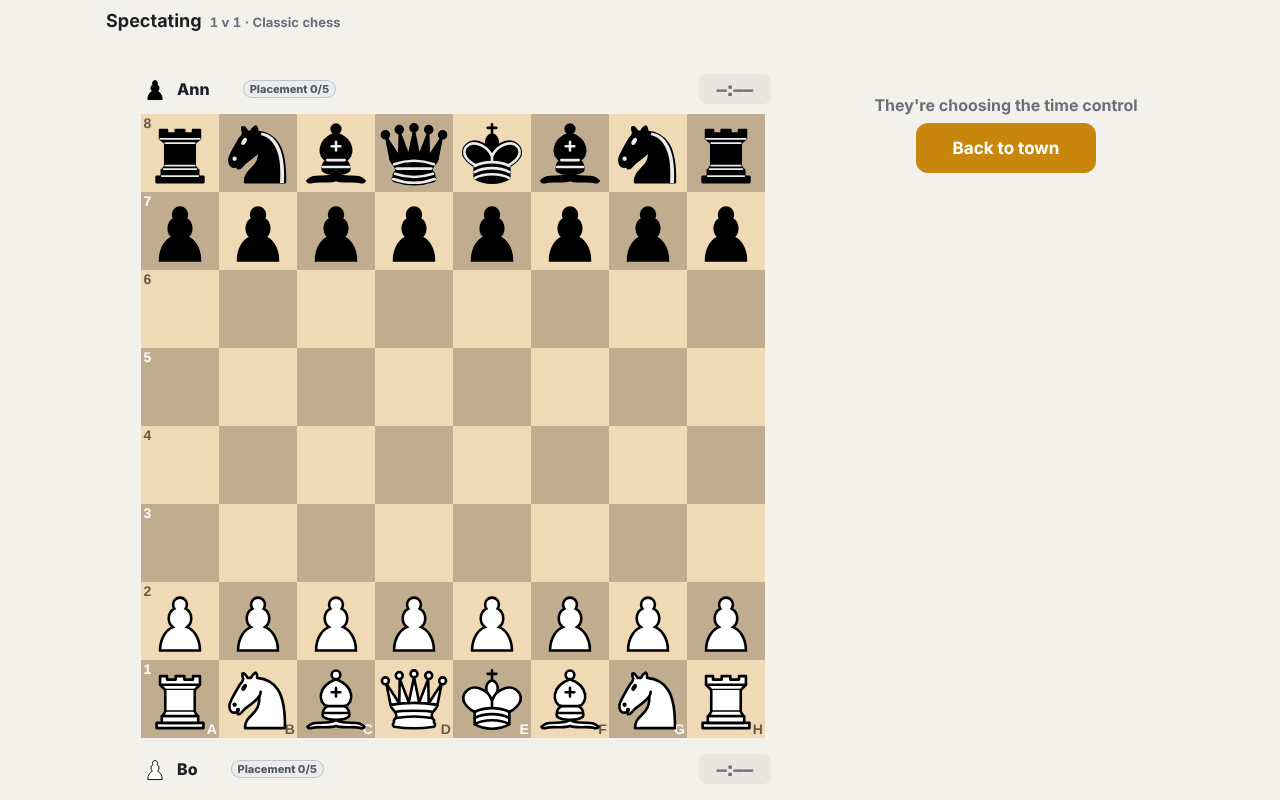 Spectating 1 v 1 · Classic chess
Ann Placement 0/5 –:––
They're choosing the time control
Back to town
8
7
6
5
4
3
2
1
A B C D E F G H
Bo Placement 0/5 –:––